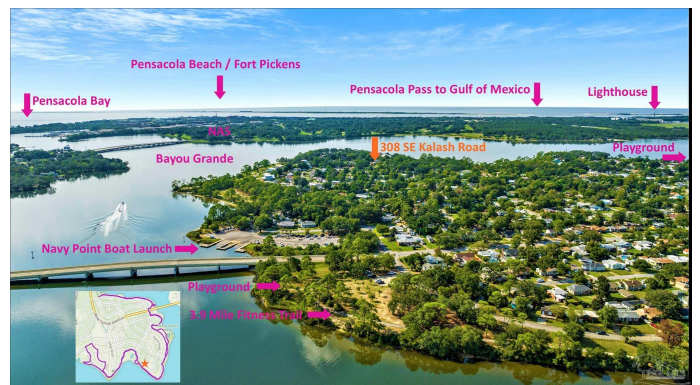 Pensacola Beach / Fort Pickens
Pensacola Pass to Gulf of Mexico
Lighthouse
Pensacola Bay
NAS
308 SE Kalash Road
Playground
Bayou Grande
Navy Point Boat Launch
Playground
3.8 Mile Fitness Trail